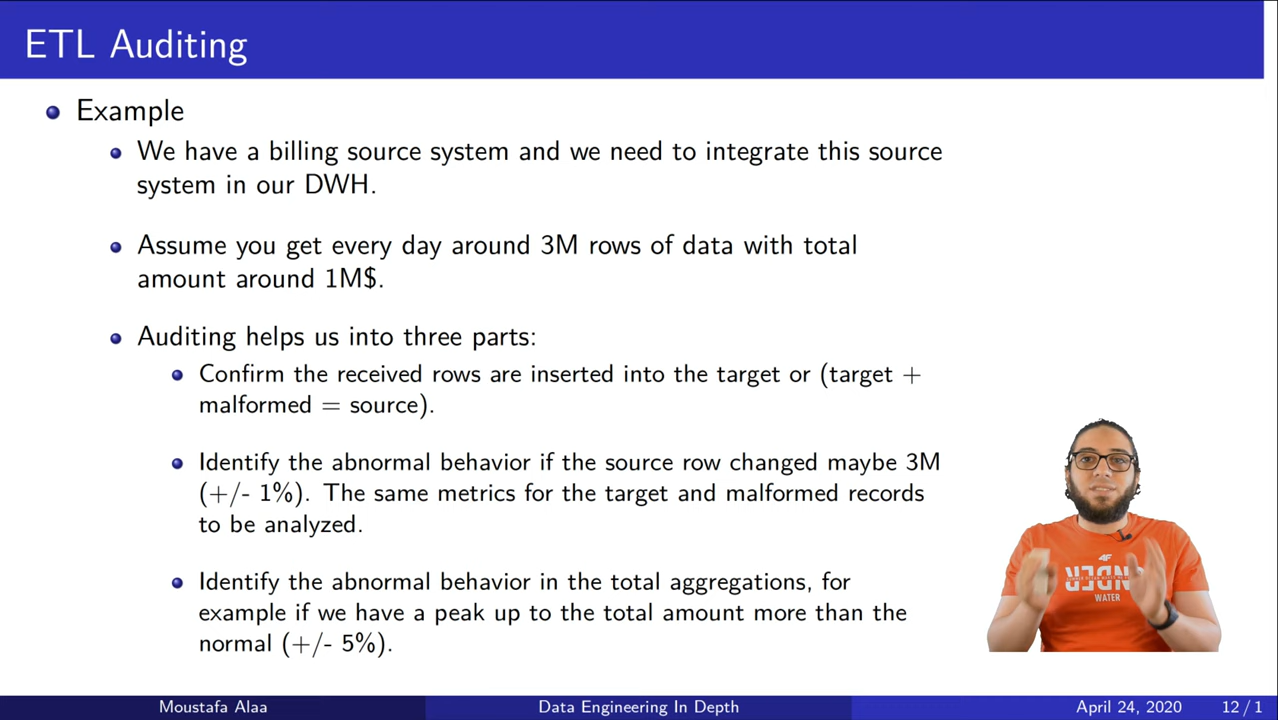 ETL Auditing
Example
We have a billing source system and we need to integrate this source
system in our DWH.
Assume you get every day around 3M rows of data with total
amount around 1M$.
Auditing helps us into three parts:
Confirm the received rows are inserted into the target or (target +
malformed = source).
Identify the abnormal behavior if the source row changed maybe 3M
(+/- 1%). The same metrics for the target and malformed records
to be analyzed.
Identify the abnormal behavior in the total aggregations, for
example if we have a peak up to the total amount more than the
normal (+/- 5%).
WATER
Moustafa Alaa
Data Engineering In Depth
April 24, 2020
12 / 1